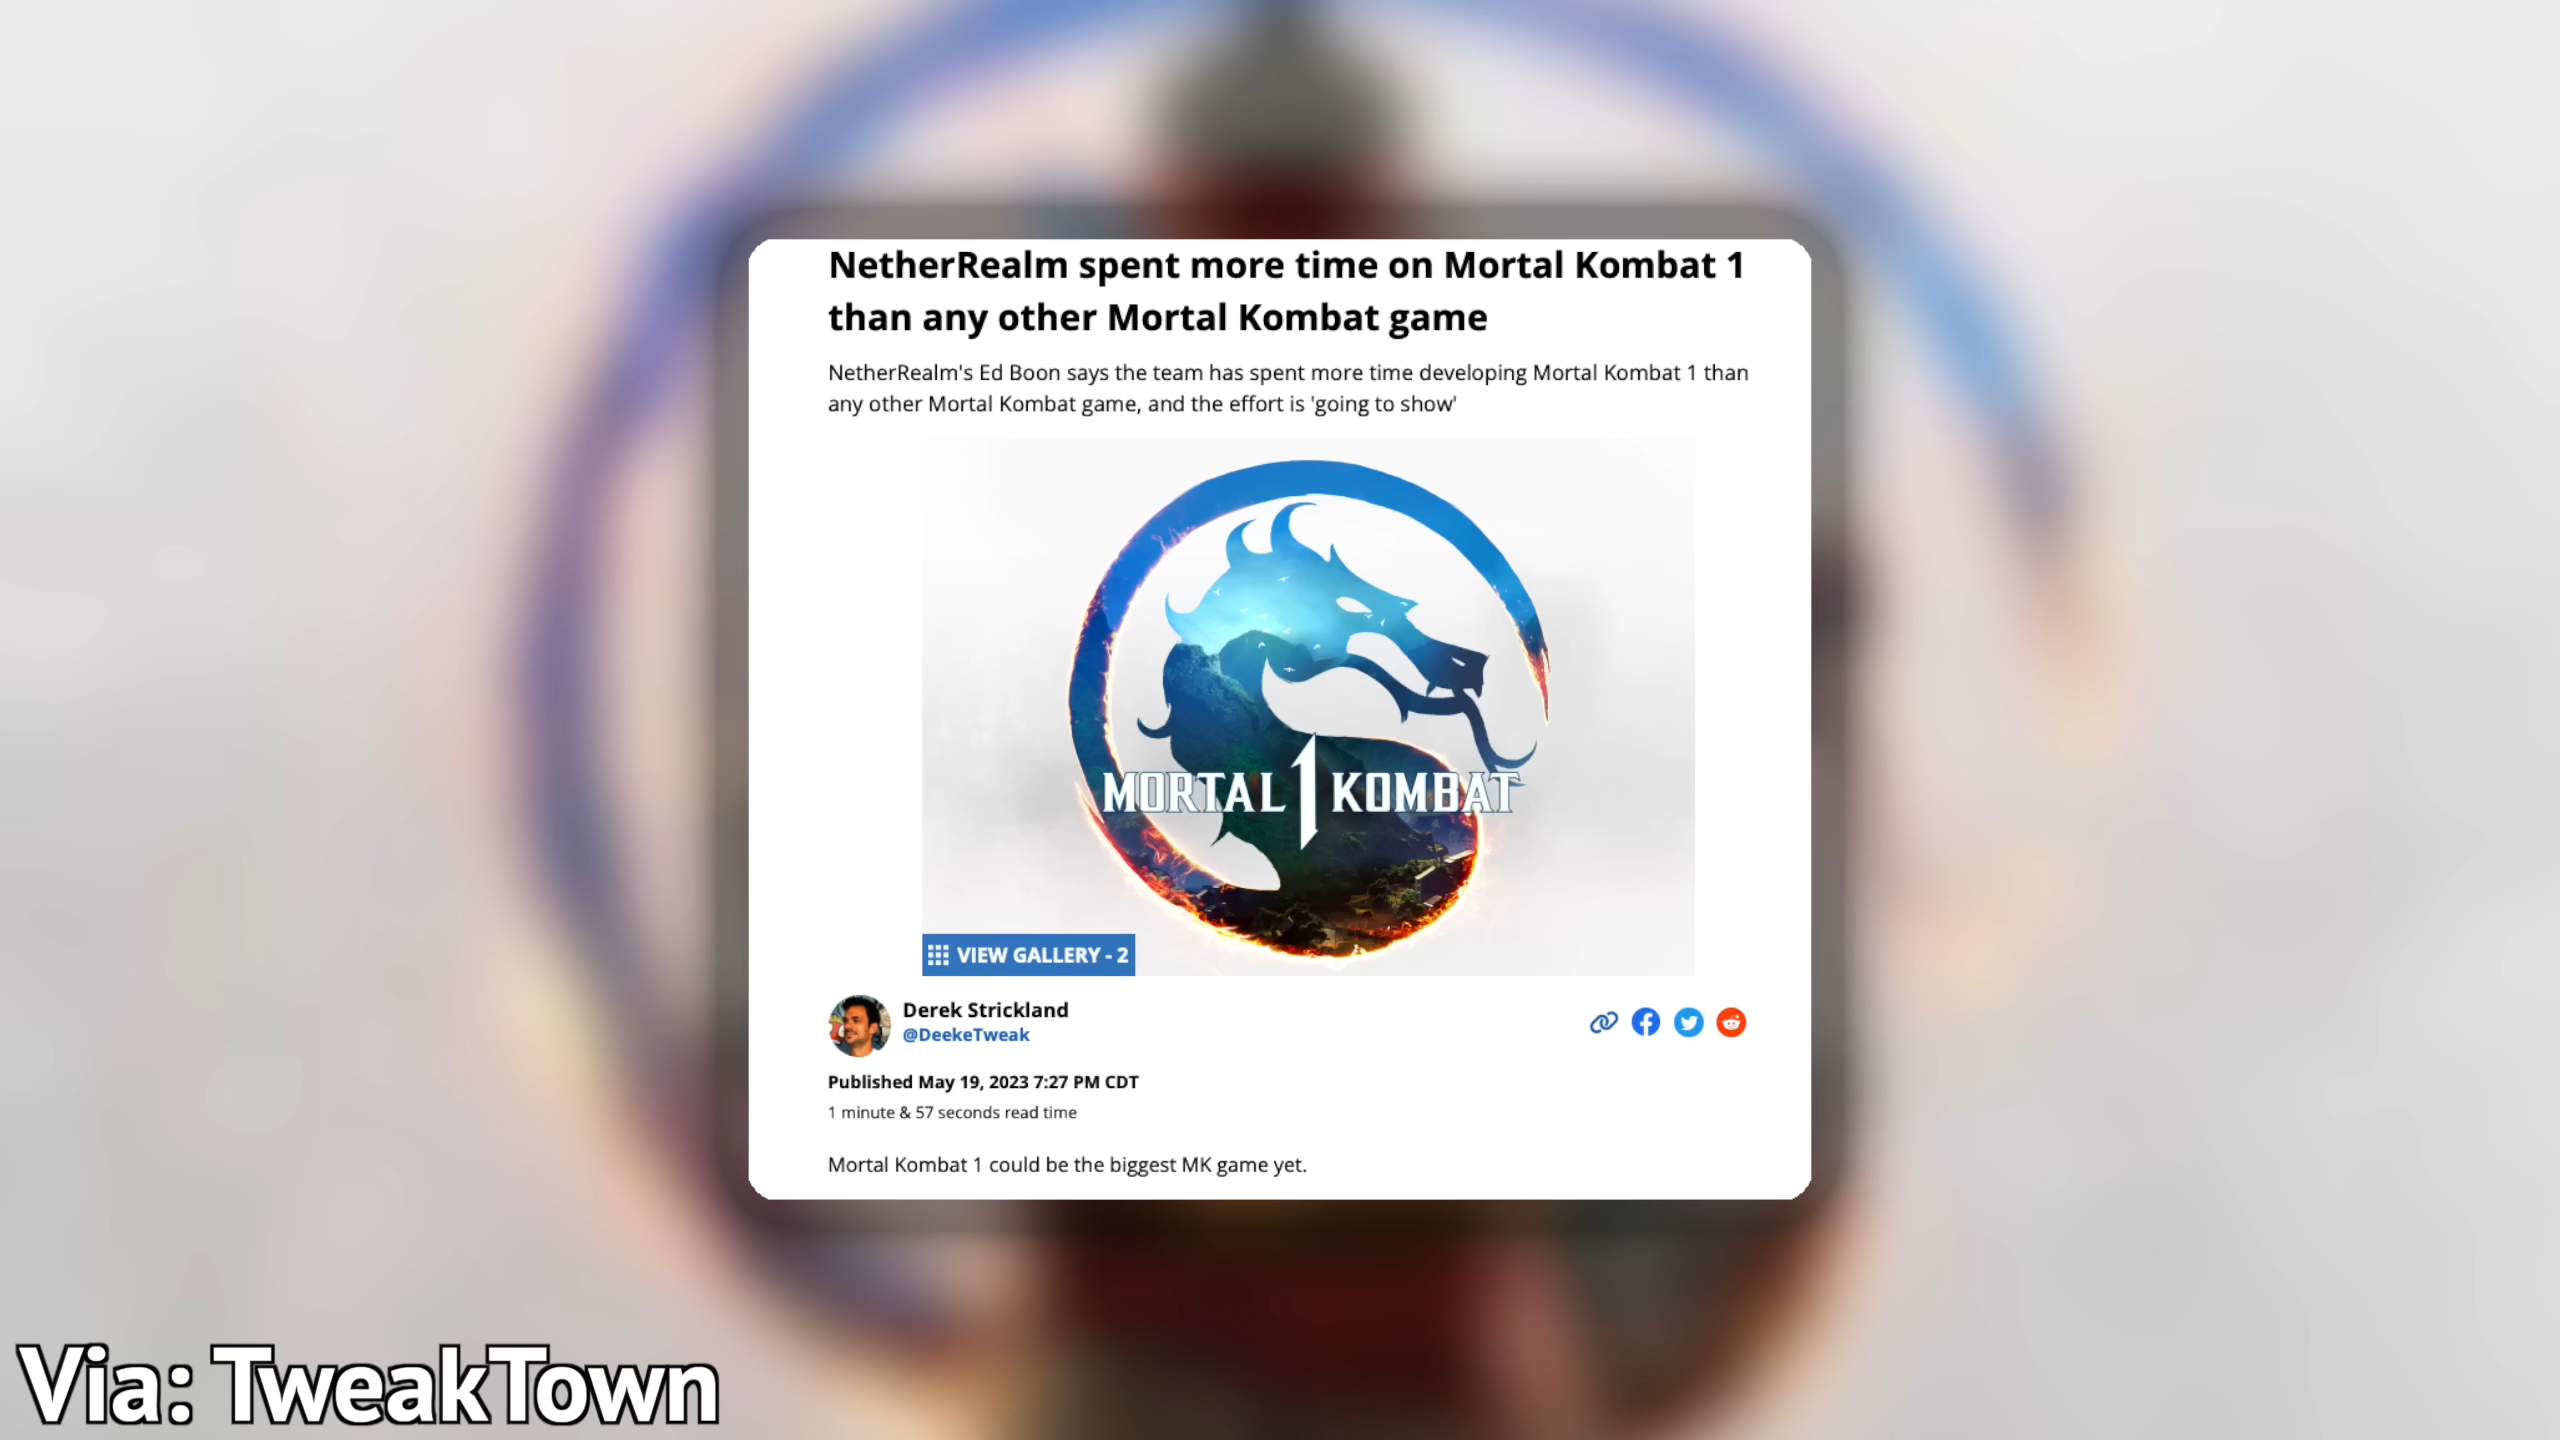 NetherRealm spent more time on Mortal Kombat 1
than any other Mortal Kombat game
NetherRealm's Ed Boon says the team has spent more time developing Mortal Kombat 1 than
any other Mortal Kombat game, and the effort is 'going to show'
MORTAL 1 KOMBAT
VIEW GALLERY - 2
Derek Strickland
@DeekeTweak
Published May 19, 2023 7:27 PM CDT
1 minute & 57 seconds read time
Mortal Kombat 1 could be the biggest MK game yet.
Via: TweakTown